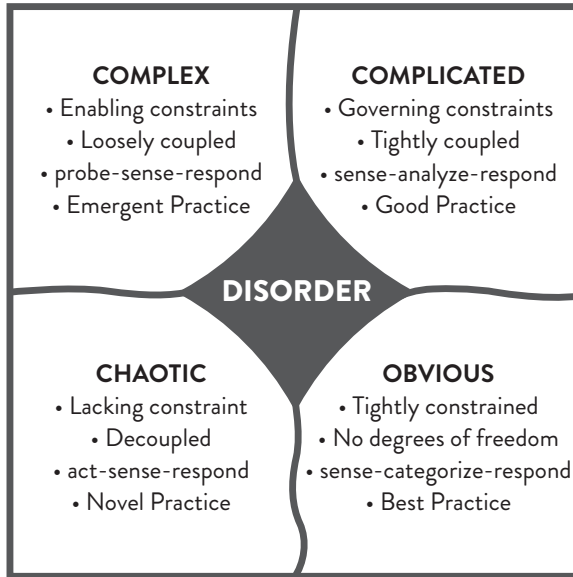 COMPLEX
• Enabling constraints
• Loosely coupled
• probe-sense-respond
• Emergent Practice
COMPLICATED
• Governing constraints
• Tightly coupled
• sense-analyze-respond
• Good Practice
DISORDER
CHAOTIC
• Lacking constraint
• Decoupled
• act-sense-respond
• Novel Practice
OBVIOUS
• Tightly constrained
• No degrees of freedom
• sense-categorize-respond
• Best Practice